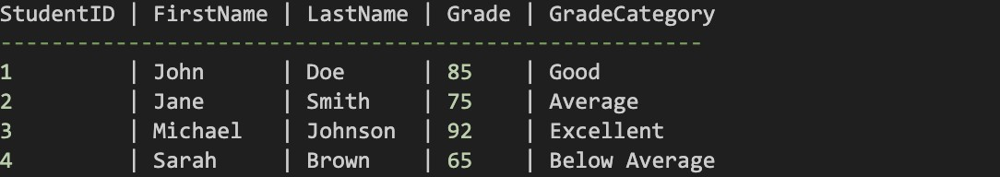 StudentID | FirstName | LastName | Grade | GradeCategory
-------------------------------------------------------
1         | John      | Doe      | 85    | Good
2         | Jane      | Smith    | 75    | Average
3         | Michael   | Johnson  | 92    | Excellent
4         | Sarah     | Brown    | 65    | Below Average